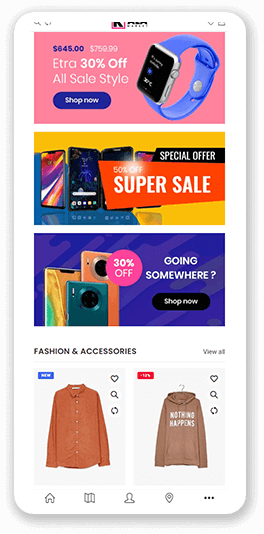 $645.00 $759.99
Etra 30% Off
All Sale Style
Shop now
SPECIAL OFFER
50% OFF
SUPER SALE
30%
OFF
GOING
SOMEWHERE ?
Shop now
FASHION & ACCESSORIES
View all
NEW
-10%
NOTHING
HAPPENS